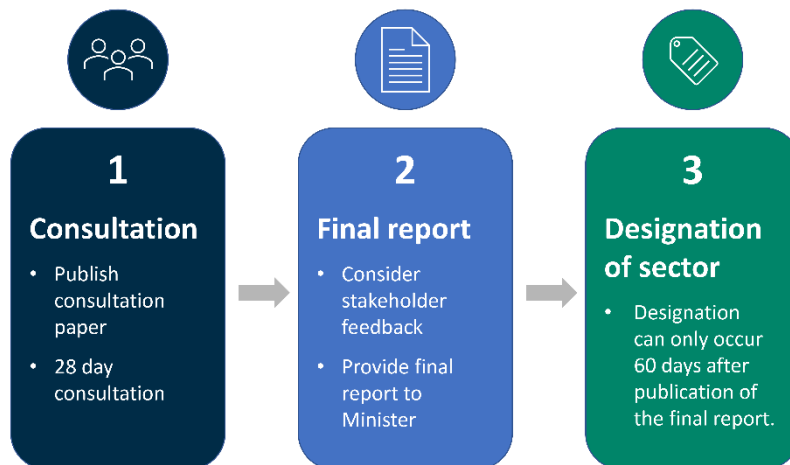 1
Consultation
• Publish
consultation
paper
• 28 day
consultation
2
Final report
• Consider
stakeholder
feedback
• Provide final
report to
Minister
3
Designation
of sector
• Designation
can only occur
60 days after
publication of
the final report.